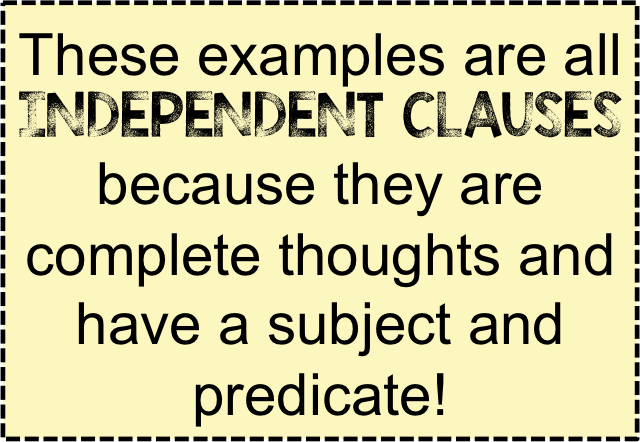 These examples are all
INDEPENDENT CLAUSES
because they are
complete thoughts and
have a subject and
predicate!